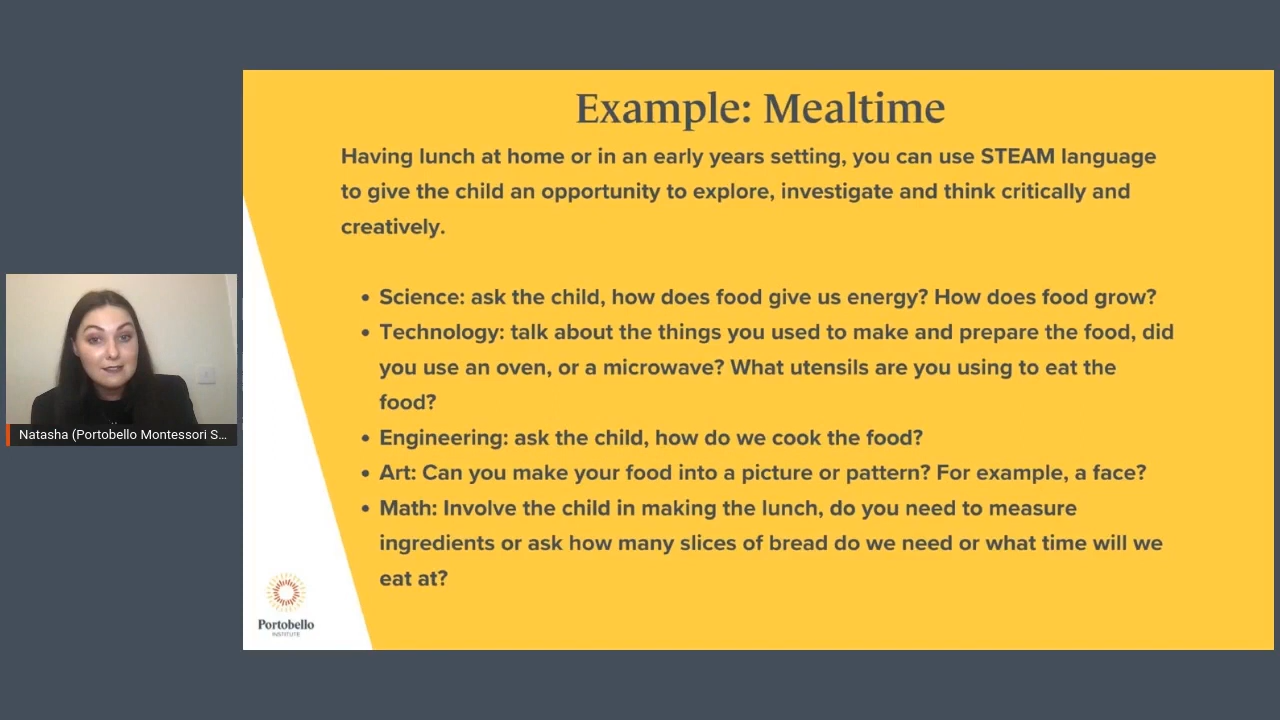 Example: Mealtime
Having lunch at home or in an early years setting, you can use STEAM language
to give the child an opportunity to explore, investigate and think critically and
creatively.
• Science: ask the child, how does food give us energy? How does food grow?
• Technology: talk about the things you used to make and prepare the food, did
you use an oven, or a microwave? What utensils are you using to eat the
food?
• Engineering: ask the child, how do we cook the food?
• Art: Can you make your food into a picture or pattern? For example, a face?
• Math: Involve the child in making the lunch, do you need to measure
ingredients or ask how many slices of bread do we need or what time will we
eat at?
Natasha (Portobello Montessori S...
Portobello
INSTITUTE